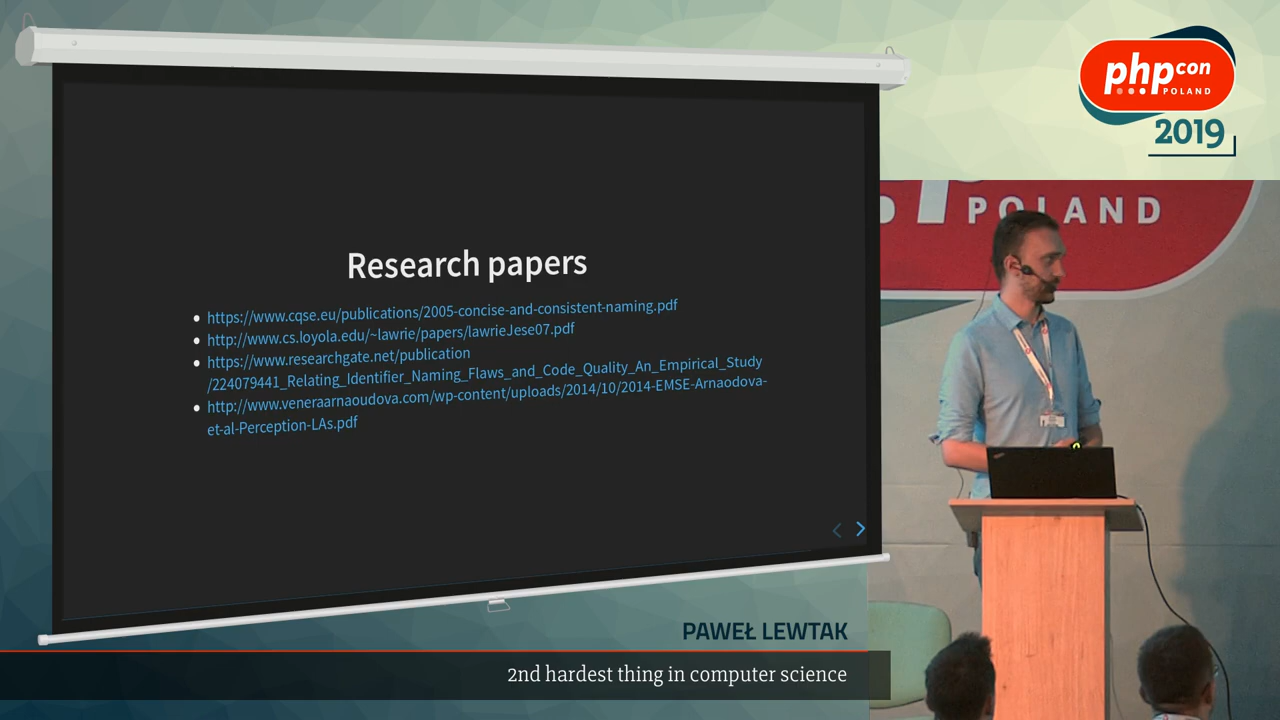 phpcon
POLAND
2019
POLAND
Research papers
https://www.cqse.eu/publications/2005-concise-and-consistent-naming.pdf
http://www.cs.loyola.edu/~lawrie/papers/lawrieJese07.pdf
https://www.researchgate.net/publication
/224079441_Relating_Identifier_Naming_Flaws_and_Code_Quality_An_Empirical_Study
http://www.veneraarnaoudova.com/wp-content/uploads/2014/10/2014-EMSE-Arnaodova-
et-al-Perception-LAs.pdf
PAWEŁ LEWTAK
2nd hardest thing in computer science